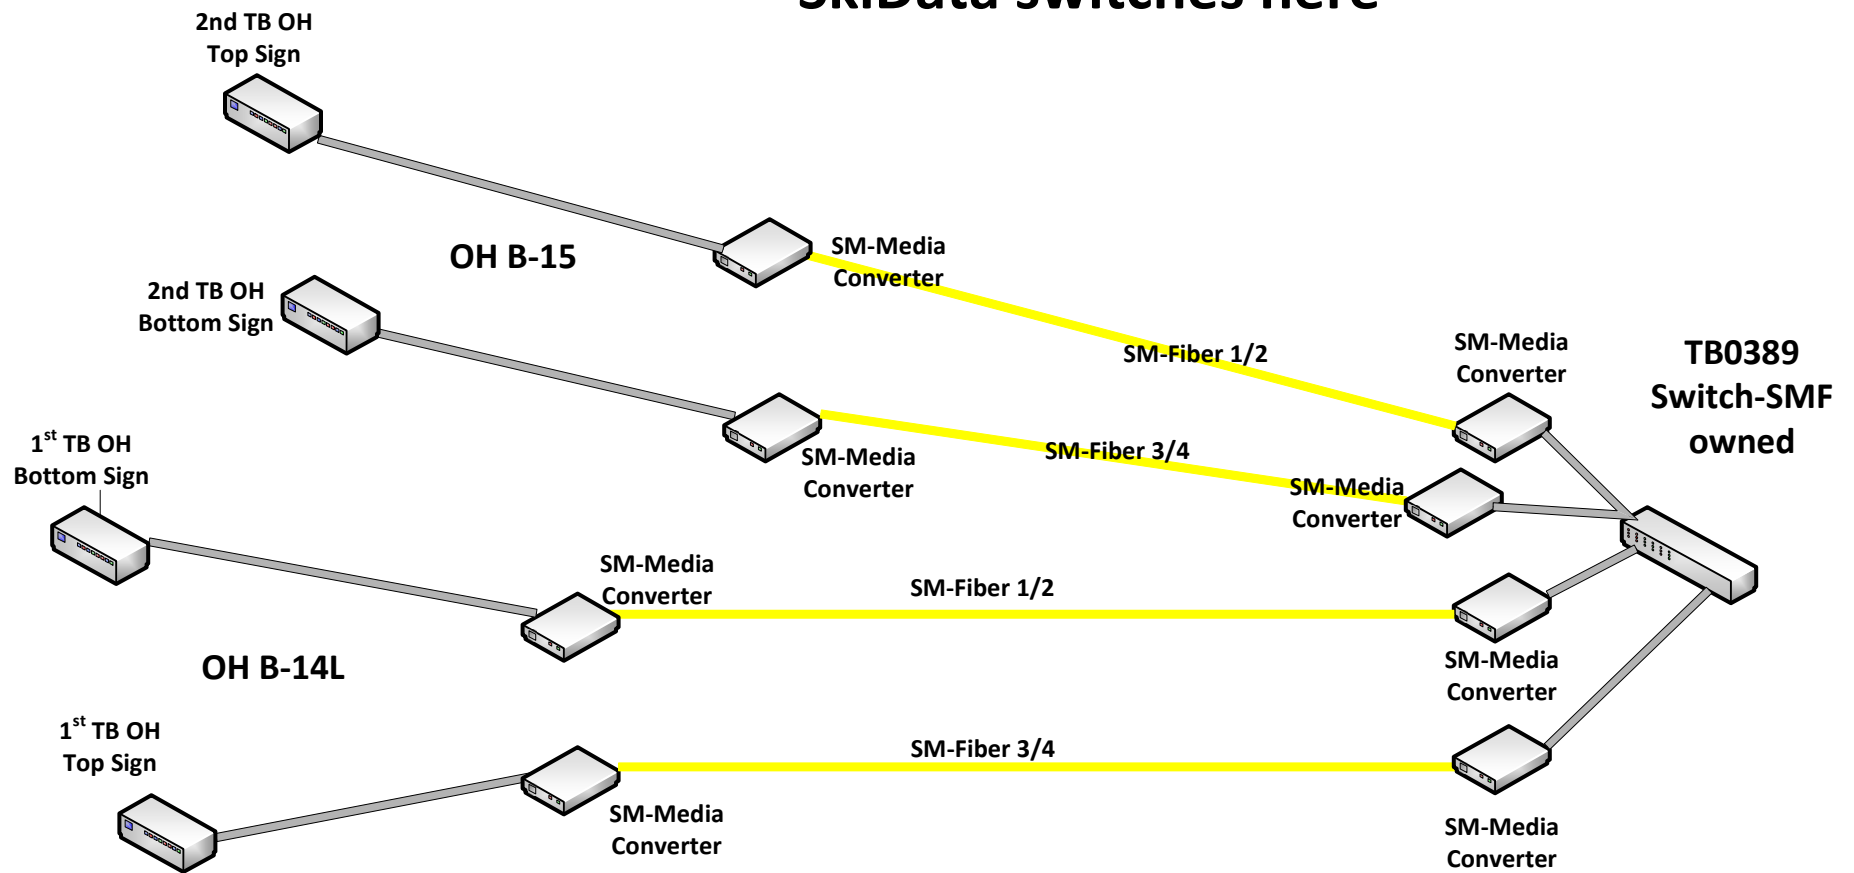 SkiData switches here
2nd TB OH
Top Sign
OH B-15
SM-Media
Converter
2nd TB OH
Bottom Sign
SM-Fiber 1/2
SM-Media
Converter
TB0389
Switch-SMF
owned
1st TB OH
Bottom Sign
SM-Media
Converter
SM-Fiber 3/4
SM-Media
Converter
SM-Media
Converter
SM-Fiber 1/2
OH B-14L
SM-Media
Converter
1st TB OH
Top Sign
SM-Fiber 3/4
SM-Media
Converter
SM-Media
Converter